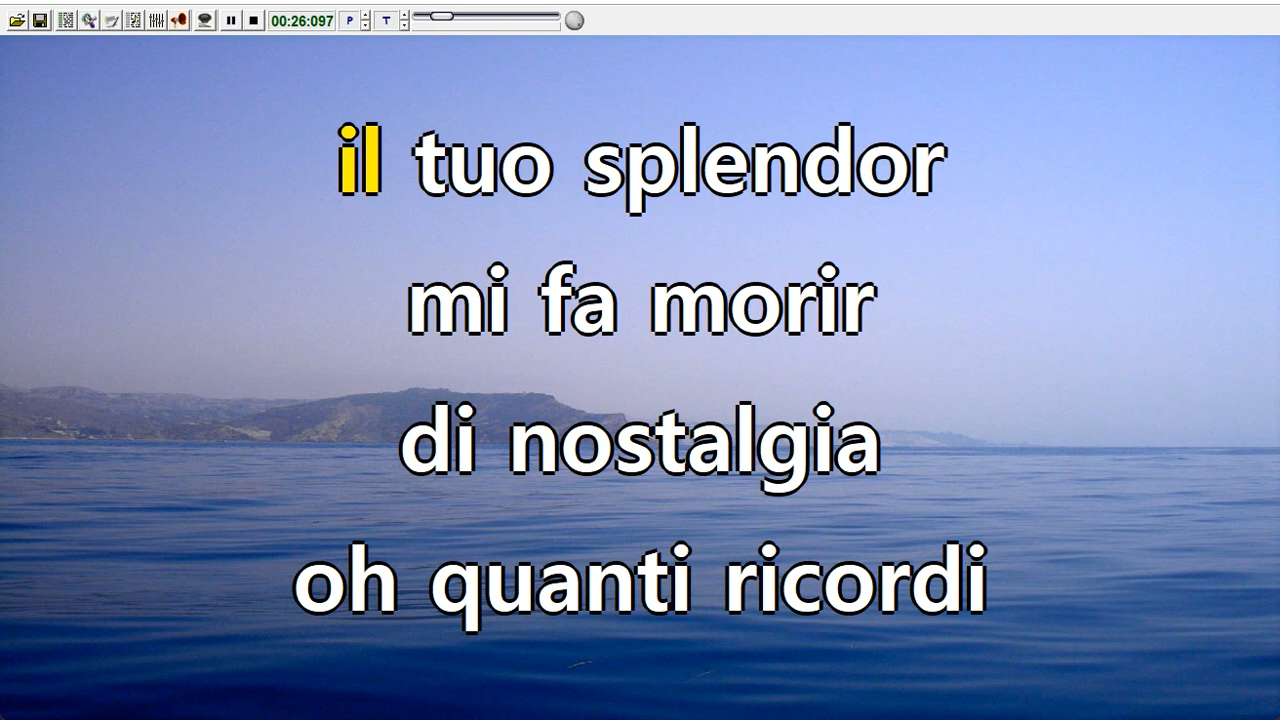 00:26:097 P T
il tuo splendor
mi fa morir
di nostalgia
oh quanti ricordi